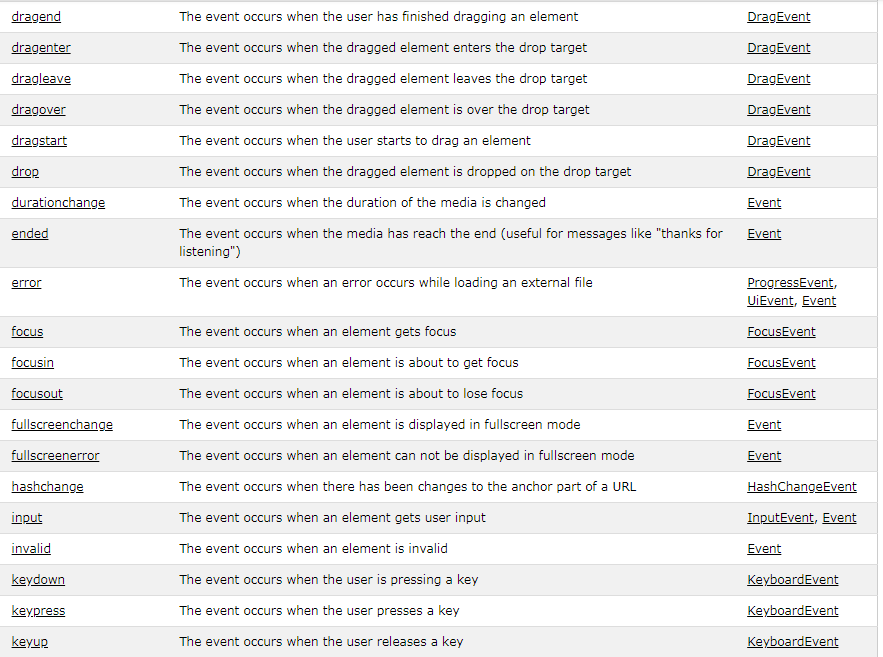 dragend The event occurs when the user has finished dragging an element DragEvent
dragenter The event occurs when the dragged element enters the drop target DragEvent
dragleave The event occurs when the dragged element leaves the drop target DragEvent
dragover The event occurs when the dragged element is over the drop target DragEvent
dragstart The event occurs when the user starts to drag an element DragEvent
drop The event occurs when the dragged element is dropped on the drop target DragEvent
durationchange The event occurs when the duration of the media is changed Event
ended The event occurs when the media has reach the end (useful for messages like "thanks for Event
listening")
error The event occurs when an error occurs while loading an external file ProgressEvent,
UiEvent, Event
focus The event occurs when an element gets focus FocusEvent
focusin The event occurs when an element is about to get focus FocusEvent
focusout The event occurs when an element is about to lose focus FocusEvent
fullscreenchange The event occurs when an element is displayed in fullscreen mode Event
fullscreenerror The event occurs when an element can not be displayed in fullscreen mode Event
hashchange The event occurs when there has been changes to the anchor part of a URL HashChangeEvent
input The event occurs when an element gets user input InputEvent, Event
invalid The event occurs when an element is invalid Event
keydown The event occurs when the user is pressing a key KeyboardEvent
keypress The event occurs when the user presses a key KeyboardEvent
keyup The event occurs when the user releases a key KeyboardEvent